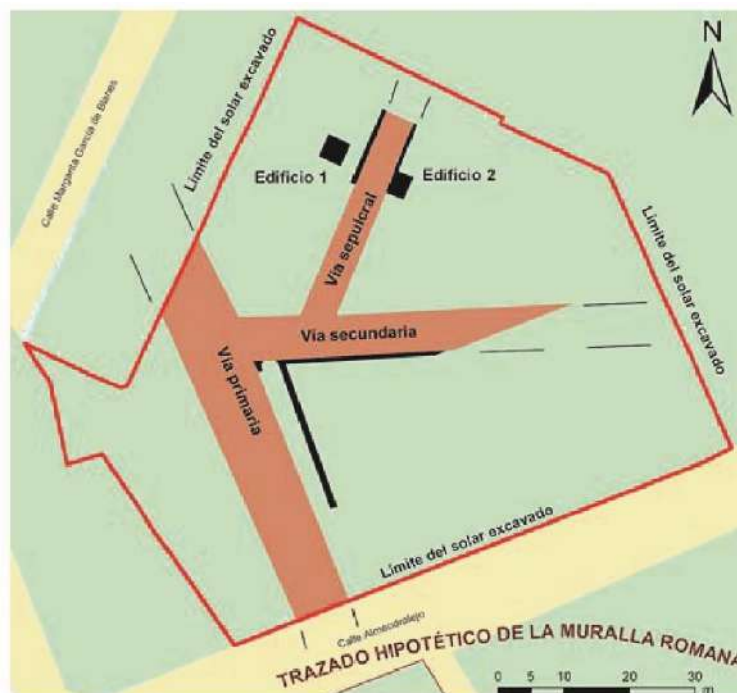 N
Calle Margarita García de Blanes
Límite del solar excavado
Edificio 1
Edificio 2
Vía sepulcral
Límite del solar excavado
Vía secundaria
Vía primaria
Límite del solar excavado
Calle Almendralejo
TRAZADO HIPOTÉTICO DE LA MURALLA ROMANA
0 5 10 20 30
m